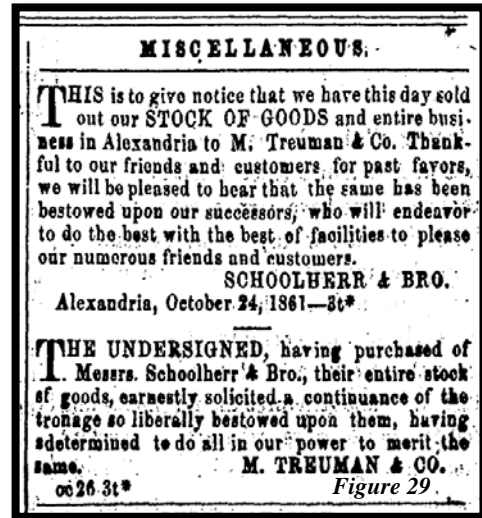 MISCELLANEOUS.
THIS is to give notice that we have this day sold
out our STOCK OF GOODS and entire busi-
ness in Alexandria to M. Treuman & Co. Thank-
ful to our friends and customers for past favors,
we will be pleased to hear that the same has been
bestowed upon our successors, who will endeavor
to do the best with the best of facilities to please
our numerous friends and customers.
SCHOOLHERR & BRO.
Alexandria, October 24, 1861—3t*
THE UNDERSIGNED, having purchased of
Messrs. Schoolherr & Bro., their entire stock
of goods, earnestly solicited a continuance of the
tronage so liberally bestowed upon them, having
determined to do all in our power to merit the
same. M. TREUMAN & CO.
oc 26 3t* Figure 29